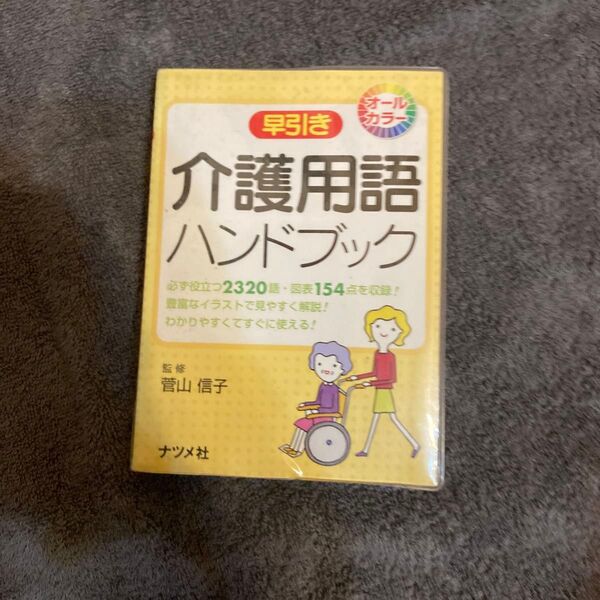 早引き
オール
カラー
介護用語
ハンドブック
必ず役立つ2320語・図表154点を収録!
豊富なイラストで見やすく解説!
わかりやすくてすぐに使える!
監修
菅山 信子
ナツメ社